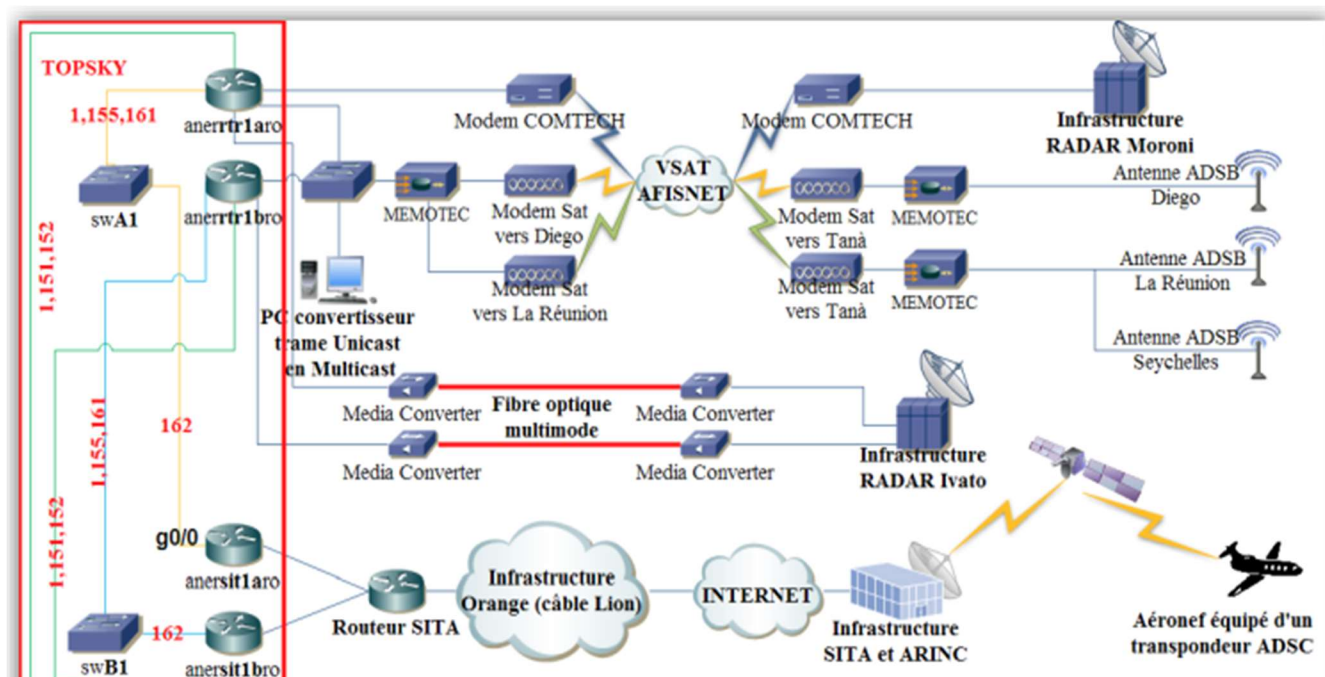 TOPSKY
1,155,161
anerrtr1aro
swA1
anerrtr1bro
1,151,152
1,155,161
162
1,151,152
g0/0
anersit1aro
162
swB1
anersit1bro
Modem COMTECH
Modem COMTECH
VSAT
AFISNET
Infrastructure
RADAR Moroni
MEMOTEC
Modem Sat
vers Diego
Modem Sat
vers Tanà
MEMOTEC
Antenne ADSB
Diego
Modem Sat
vers La Réunion
Modem Sat
vers Tanà
MEMOTEC
Antenne ADSB
La Réunion
Antenne ADSB
Seychelles
PC convertisseur
trame Unicast
en Multicast
Media Converter
Fibre optique
multimode
Media Converter
Media Converter
Media Converter
Infrastructure
RADAR Ivato
Routeur SITA
Infrastructure
Orange (câble Lion)
INTERNET
Infrastructure
SITA et ARINC
Aéronef équipé d'un
transpondeur ADSC